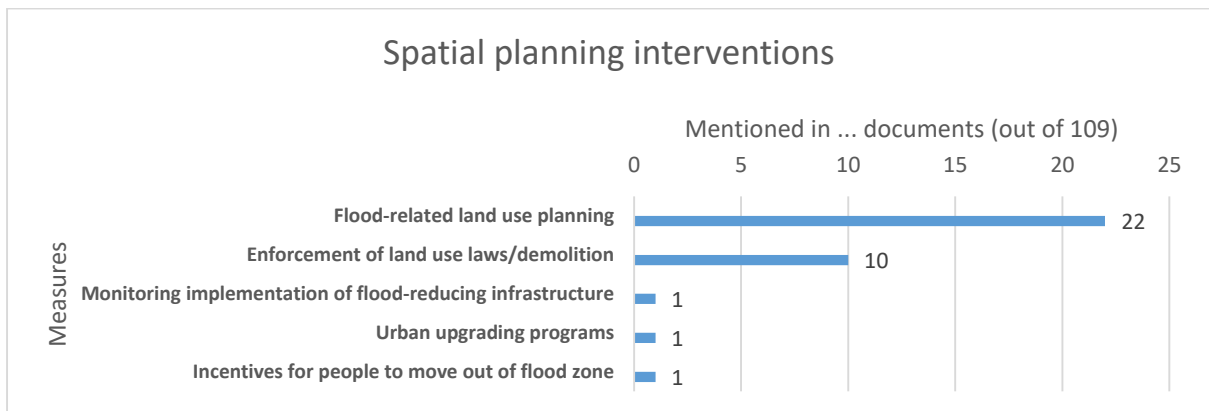 Spatial planning interventions
Mentioned in ... documents (out of 109)
0 5 10 15 20 25
Measures
Flood-related land use planning 22
Enforcement of land use laws/demolition 10
Monitoring implementation of flood-reducing infrastructure 1
Urban upgrading programs 1
Incentives for people to move out of flood zone 1